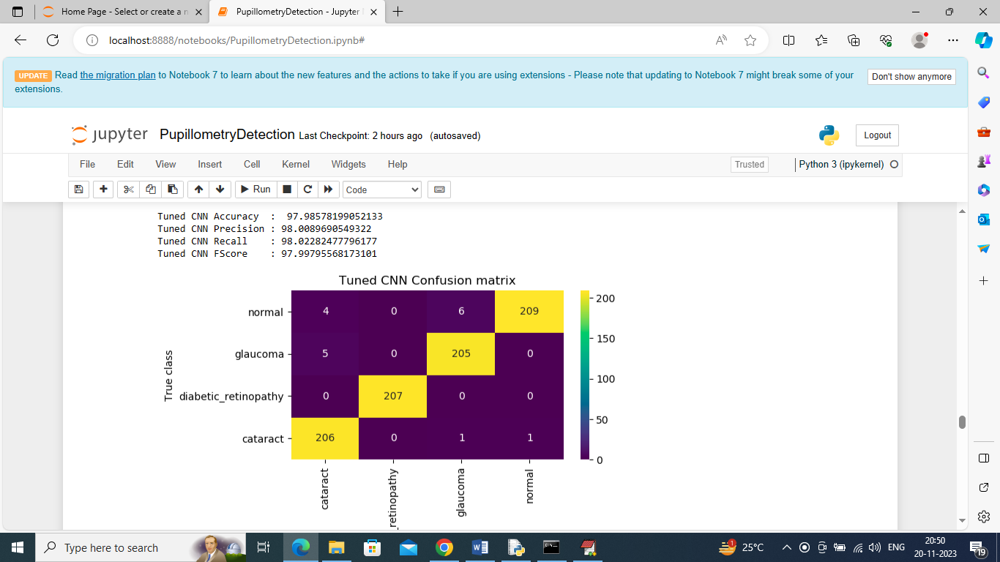 Home Page - Select or create a n
PupillometryDetection - Jupyter
localhost:8888/notebooks/PupillometryDetection.ipynb#
UPDATE Read the migration plan to Notebook 7 to learn about the new features and the actions to take if you are using extensions - Please note that updating to Notebook 7 might break some of your
extensions.
Don't show anymore
jupyter PupillometryDetection Last Checkpoint: 2 hours ago (autosaved)
Logout
File Edit View Insert Cell Kernel Widgets Help
Trusted
Python 3 (ipykernel)
Run
Code
Tuned CNN Accuracy : 97.98578199052133
Tuned CNN Precision : 98.0089690549322
Tuned CNN Recall : 98.02282477796177
Tuned CNN FScore : 97.99795568173101
Tuned CNN Confusion matrix
True class
normal 4 0 6 209
glaucoma 5 0 205 0
diabetic_retinopathy 0 207 0 0
cataract 206 0 1 1
cataract
_retinopathy
glaucoma
normal
200
150
100
50
0
Type here to search
1
25°C
ENG
20:50
20-11-2023
19